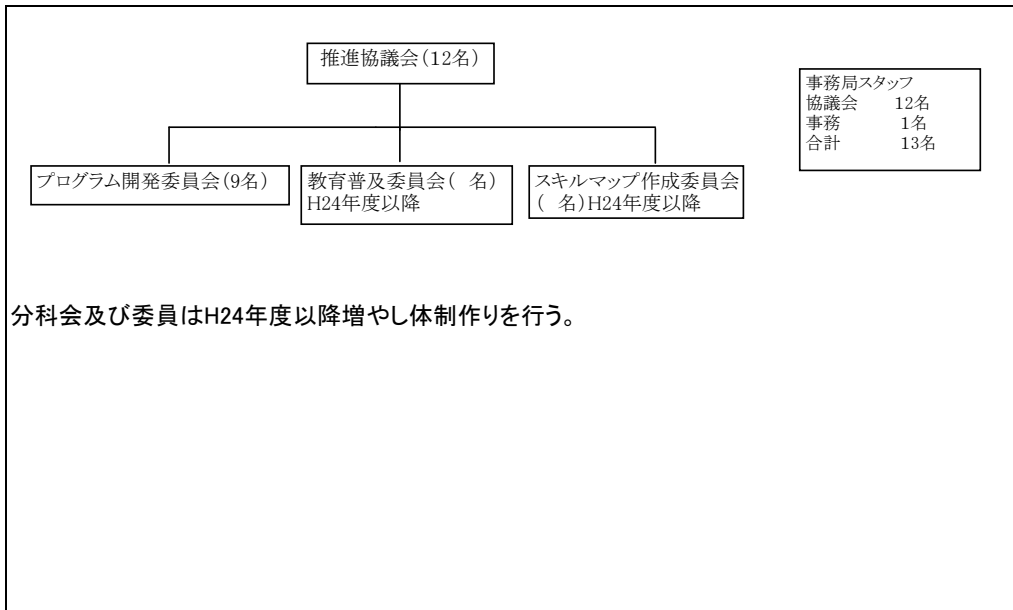 推進協議会(12名)
事務局スタッフ
協議会　　12名
事務　　　1名
合計　　　13名
プログラム開発委員会(9名)
教育普及委員会(　名)
H24年度以降
スキルマップ作成委員会
(　名)H24年度以降
分科会及び委員はH24年度以降増やし体制作りを行う。